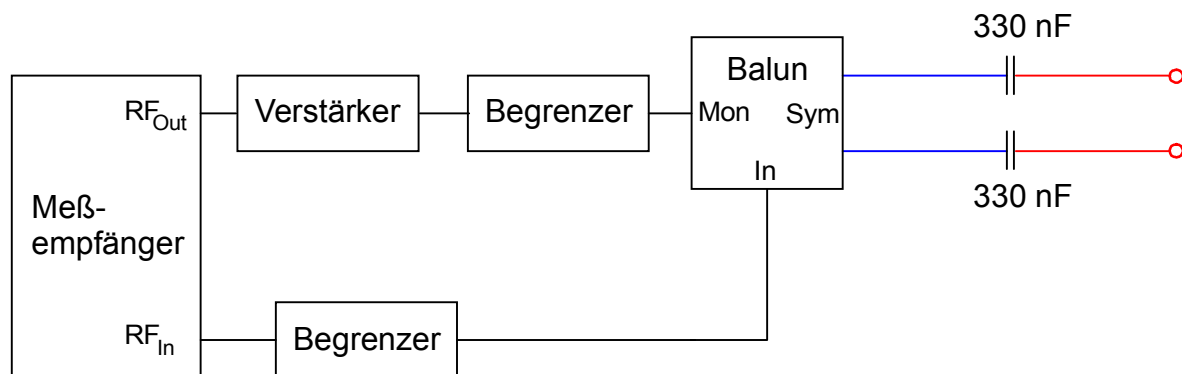 330 nF
Balun
RF_Out
Verstärker
Begrenzer
Mon
Sym
In
330 nF
Meß-
empfänger
RF_In
Begrenzer